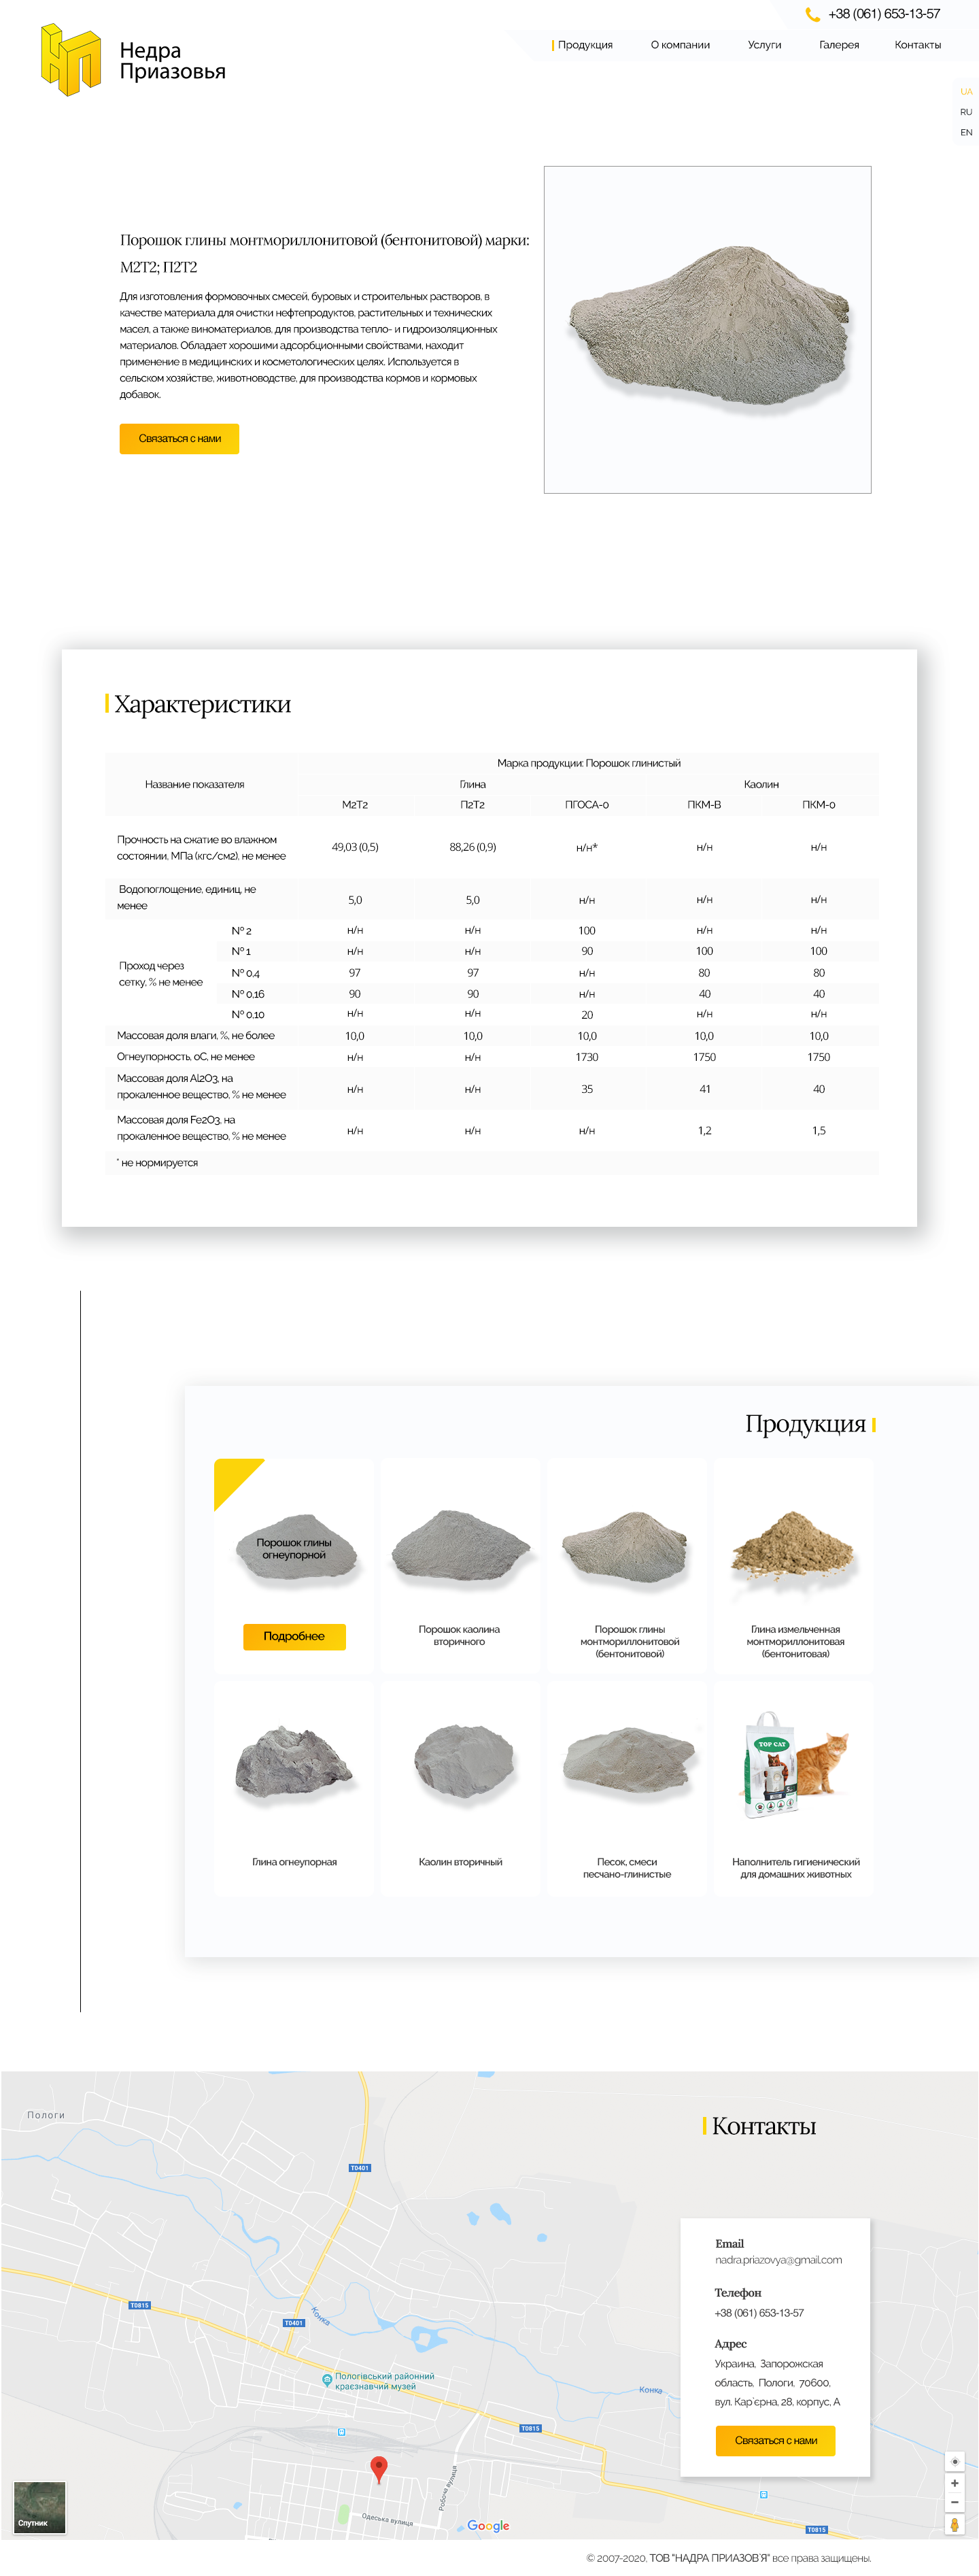 +38 (061) 653-13-57
Недра
Приазовья
Продукция О компании Услуги Галерея Контакты
UA
RU
EN
Порошок глины монтмориллонитовой (бентонитовой) марки:
М2Т2; П2Т2
Для изготовления формовочных смесей, буровых и строительных растворов, в
качестве материала для очистки нефтепродуктов, растительных и технических
масел, а также виноматериалов, для производства тепло- и гидроизоляционных
материалов. Обладает хорошими адсорбционными свойствами, находит
применение в медицинских и косметологических целях. Используется в
сельском хозяйстве, животноводстве, для производства кормов и кормовых
добавок.
Связаться с нами
Характеристики
Марка продукции: Порошок глинистый
Название показателя Глина Каолин
М2Т2 П2Т2 ПГОСА-0 ПКМ-В ПКМ-0
Прочность на сжатие во влажном
состоянии, МПа (кгс/см2), не менее 49,03 (0,5) 88,26 (0,9) н/н* н/н н/н
Водопоглощение, единиц, не
менее 5,0 5,0 н/н н/н н/н
Проход через
сетку, % не менее
№ 2 н/н н/н 100 н/н н/н
№ 1 н/н н/н 90 100 100
№ 0,4 97 97 н/н 80 80
№ 0,16 90 90 н/н 40 40
№ 0,10 н/н н/н 20 н/н н/н
Массовая доля влаги, %, не более 10,0 10,0 10,0 10,0 10,0
Огнеупорность, оС, не менее н/н н/н 1730 1750 1750
Массовая доля Al2O3, на
прокаленное вещество, % не менее н/н н/н 35 41 40
Массовая доля Fe2O3, на
прокаленное вещество, % не менее н/н н/н н/н 1,2 1,5
* не нормируется
Продукция
Порошок глины
огнеупорной
Подробнее
Порошок каолина
вторичного
Порошок глины
монтмориллонитовой
(бентонитовой)
Глина измельченная
монтмориллонитовая
(бентонитовая)
TOP CAT
Глина огнеупорная
Каолин вторичный
Песок, смеси
песчано-глинистые
Наполнитель гигиенический
для домашних животных
Пологи
T0401
T0815
T0401
Конка
Пологівський районний
краєзнавчий музей
Конка
T0815
Робоча вулиця
Одеська вулиця
T0815
Спутник
Google
Контакты
Email
nadra.priazovya@gmail.com
Телефон
+38 (061) 653-13-57
Адрес
Украина, Запорожская
область, Пологи, 70600,
вул. Кар'єрна, 28, корпус, А
Связаться с нами
© 2007-2020. ТОВ "НАДРА ПРИАЗОВ'Я" все права защищены.